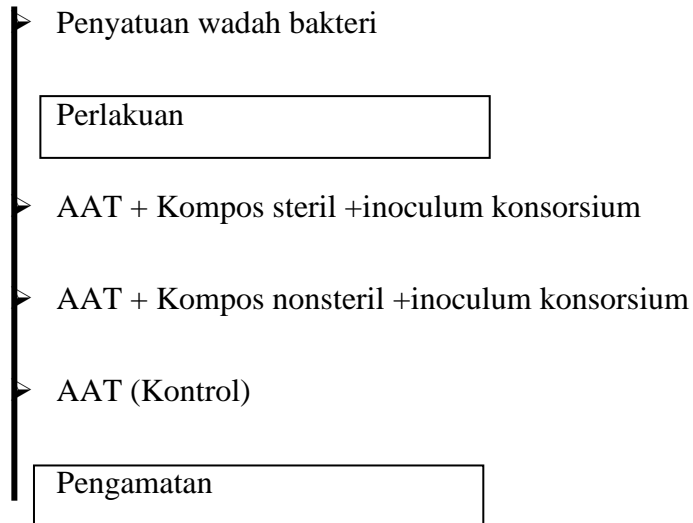 Penyatuan wadah bakteri
Perlakuan
AAT + Kompos steril +inoculum konsorsium
AAT + Kompos nonsteril +inoculum konsorsium
AAT (Kontrol)
Pengamatan